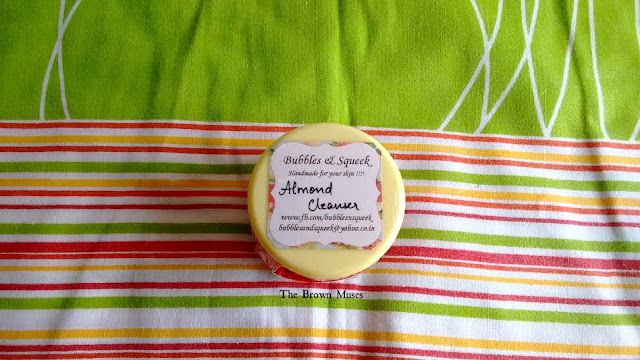 Bubbles & Squeek
Handmade for your skin !!!!
Almond
Cleanser
www.fb.com/bubblesnsqueek
bubblesandsqueek@yahoo.co.in
The Brown Muses